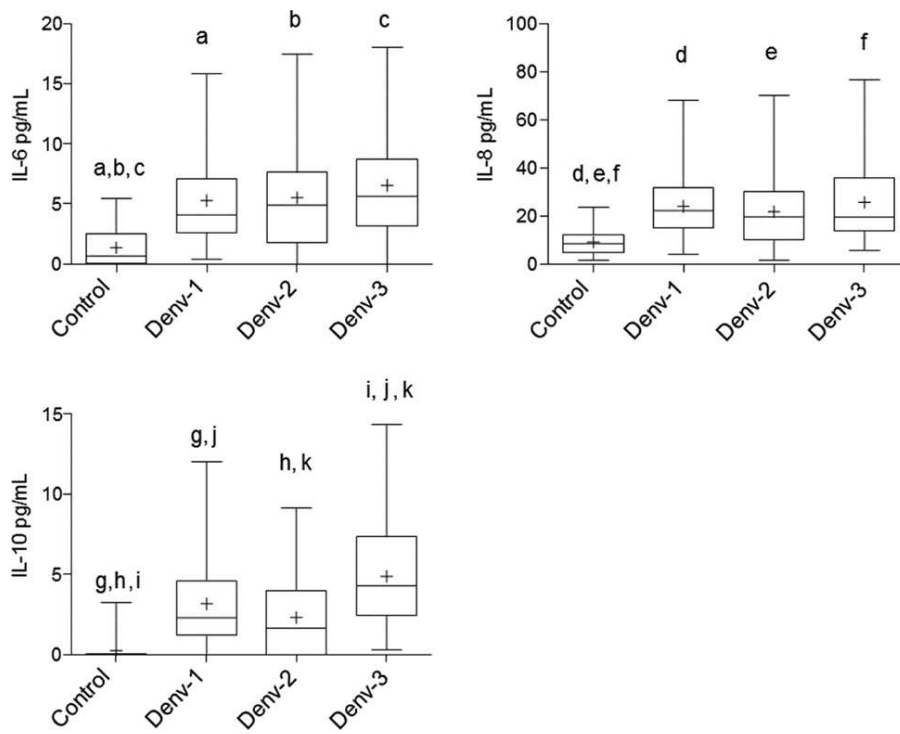 IL-6 pg/mL
20
15
10
5
0
a,b,c
a
b
c
Control
Denv-1
Denv-2
Denv-3
IL-8 pg/mL
100
80
60
40
20
0
d,e,f
d
e
f
Control
Denv-1
Denv-2
Denv-3
IL-10 pg/mL
15
10
5
0
g,h,i
g,j
h,k
i, j, k
Control
Denv-1
Denv-2
Denv-3